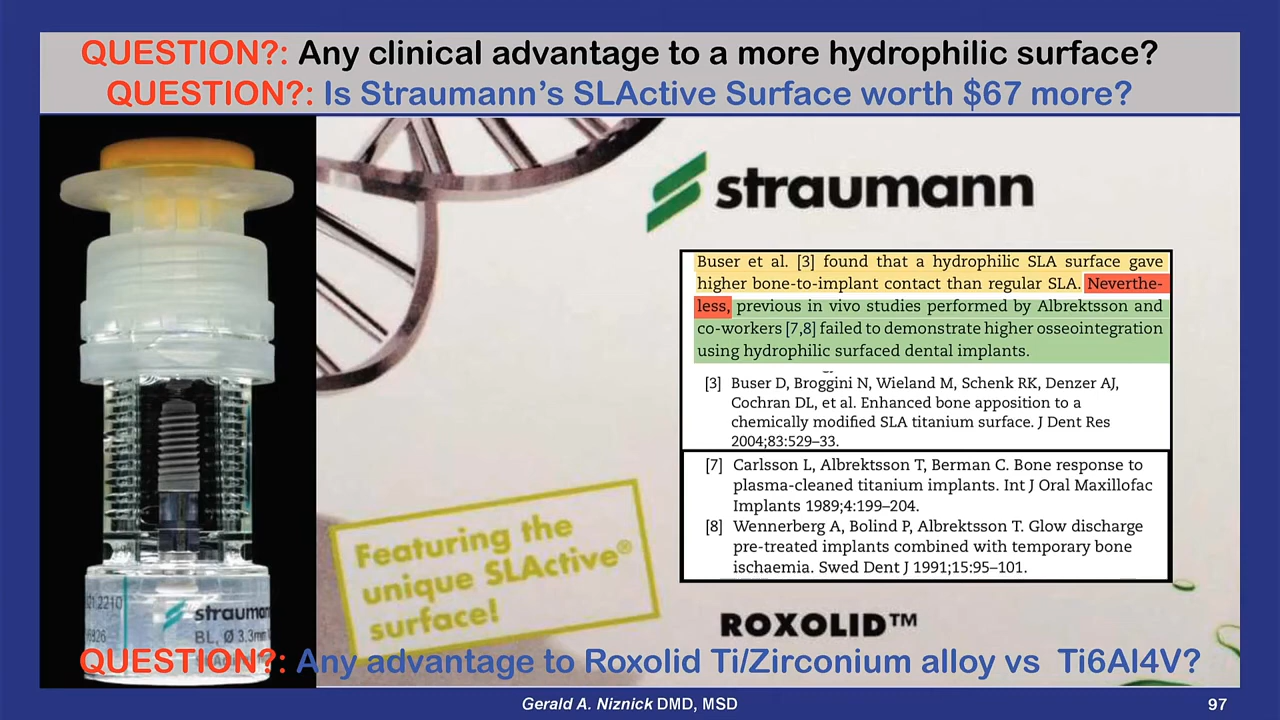 QUESTION?: Any clinical advantage to a more hydrophilic surface?
QUESTION?: Is Straumann's SLActive Surface worth $67 more?
straumann
Buser et al. [3] found that a hydrophilic SLA surface gave
higher bone-to-implant contact than regular SLA. Neverthe-
less, previous in vivo studies performed by Albrektsson and
co-workers [7,8] failed to demonstrate higher osseointegration
using hydrophilic surfaced dental implants.
[3] Buser D, Broggini N, Wieland M, Schenk RK, Denzer AJ,
Cochran DL, et al. Enhanced bone apposition to a
chemically modified SLA titanium surface. J Dent Res
2004;83:529–33.
[7] Carlsson L, Albrektsson T, Berman C. Bone response to
plasma-cleaned titanium implants. Int J Oral Maxillofac
Implants 1989;4:199–204.
[8] Wennerberg A, Bolind P, Albrektsson T. Glow discharge
pre-treated implants combined with temporary bone
ischaemia. Swed Dent J 1991;15:95–101.
Featuring the
unique SLActive®
surface!
straumann
BL, Ø 3.3mm
ROXOLID™
QUESTION?: Any advantage to Roxolid Ti/Zirconium alloy vs Ti6Al4V?
Gerald A. Niznick DMD, MSD
97